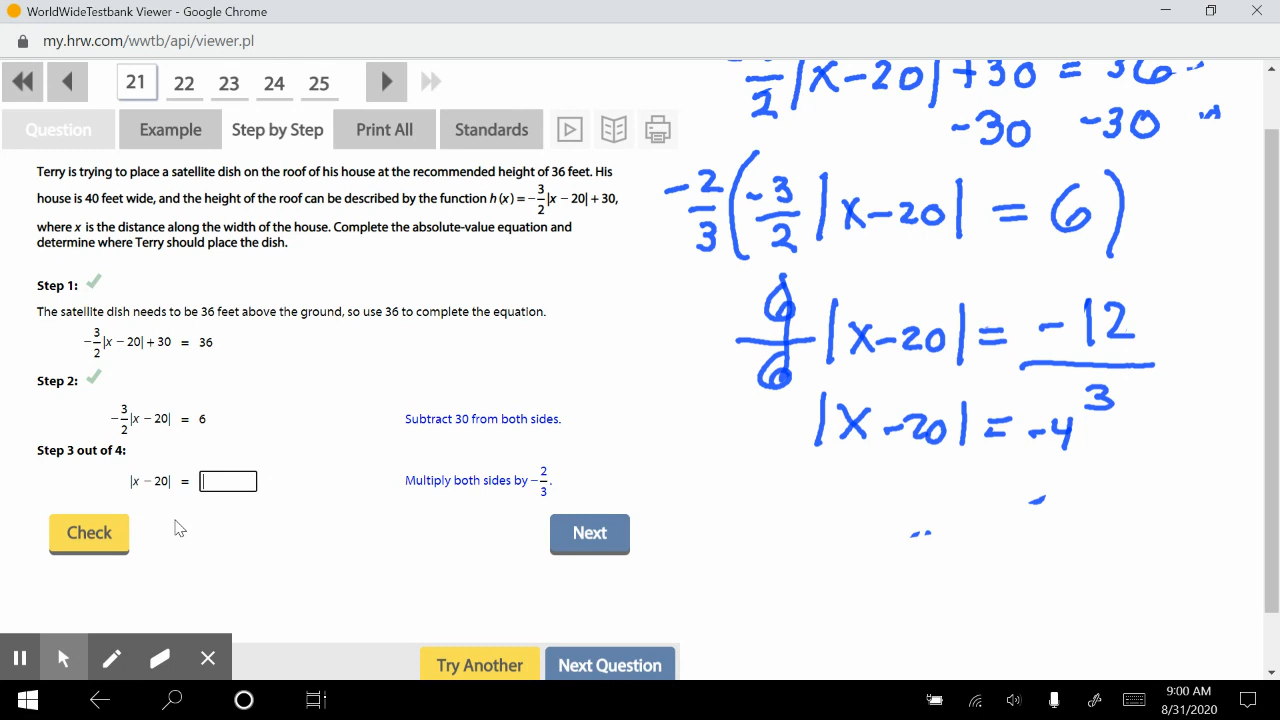 WorldWideTestbank Viewer - Google Chrome
my.hrw.com/wwtb/api/viewer.pl
21 22 23 24 25
Question Example Step by Step Print All Standards
Terry is trying to place a satellite dish on the roof of his house at the recommended height of 36 feet. His
house is 40 feet wide, and the height of the roof can be described by the function h(x) = -3/2|x - 20| + 30,
where x is the distance along the width of the house. Complete the absolute-value equation and
determine where Terry should place the dish.
Step 1:
The satellite dish needs to be 36 feet above the ground, so use 36 to complete the equation.
-3/2|x - 20| + 30 = 36
Step 2:
-3/2|x - 20| = 6 Subtract 30 from both sides.
Step 3 out of 4:
|x - 20| = Multiply both sides by -2/3.
Check Next
Try Another Next Question
2 |x-20| + 30 = 36
-30 -30
-2/3 (-3/2 |x-20| = 6)
6/6 |x-20| = -12/3
|x-20| = -4
9:00 AM
8/31/2020